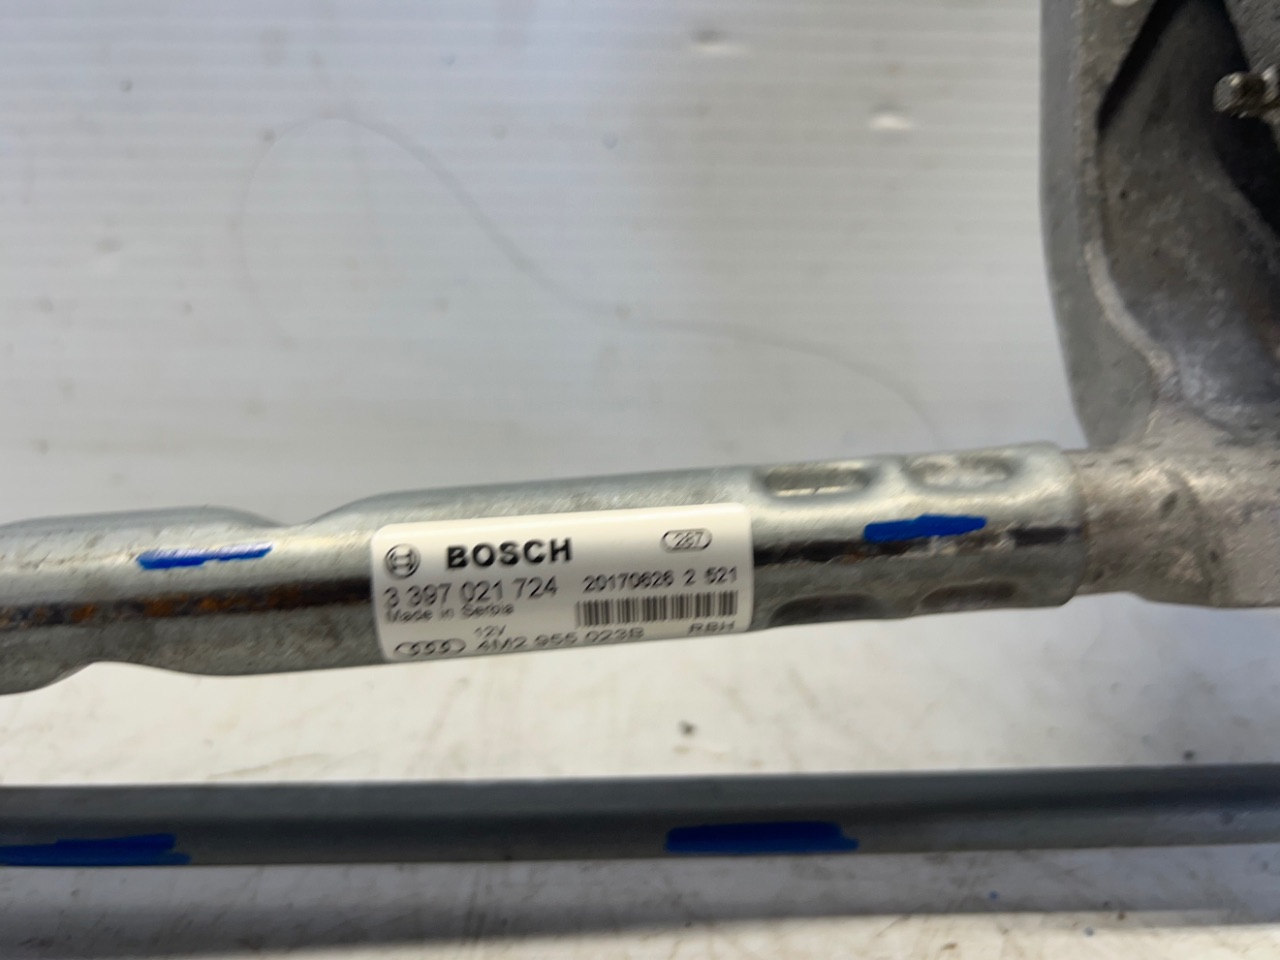 BOSCH 287
3 397 021 724 20170626 2 521
Made in Serbia
12V
4M2 955 023B RBH